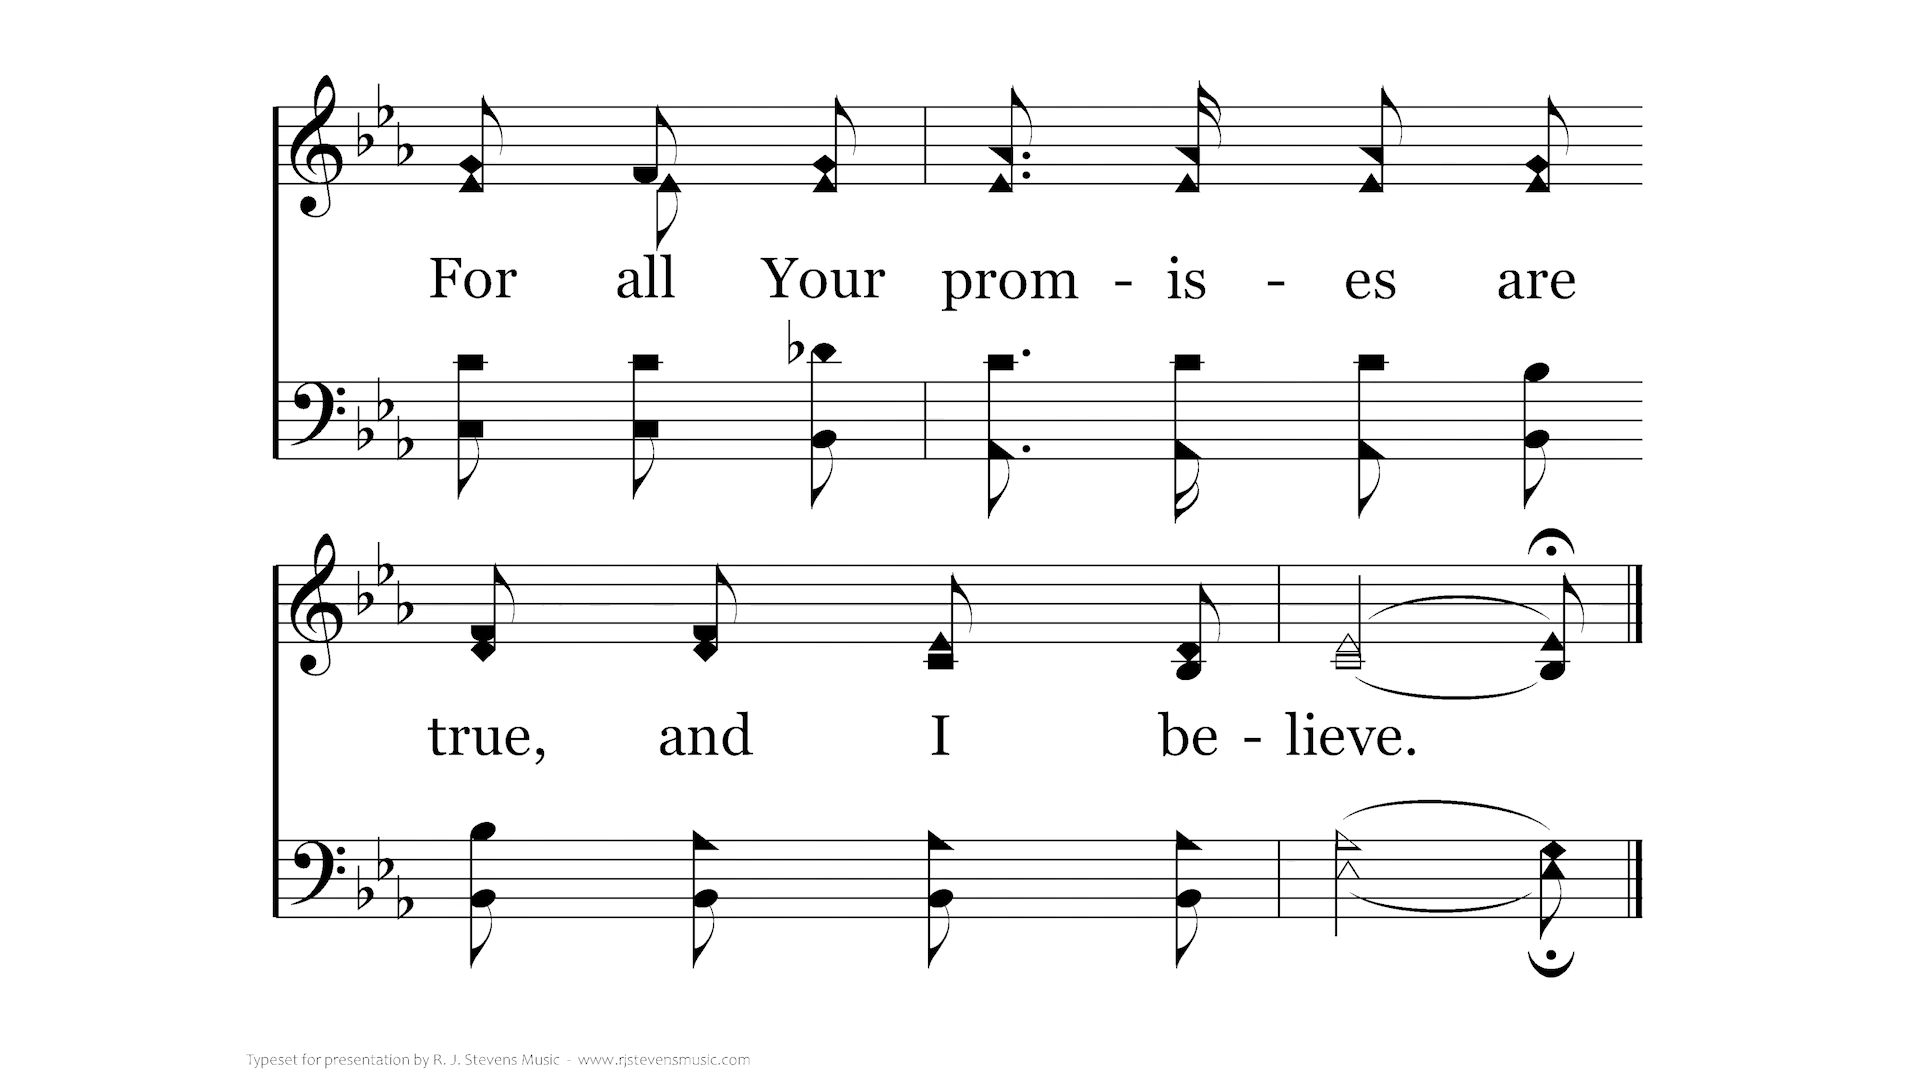 For all Your prom - is - es are
true, and I be - lieve.
Typeset for presentation by R. J. Stevens Music - www.rjstevensmusic.com